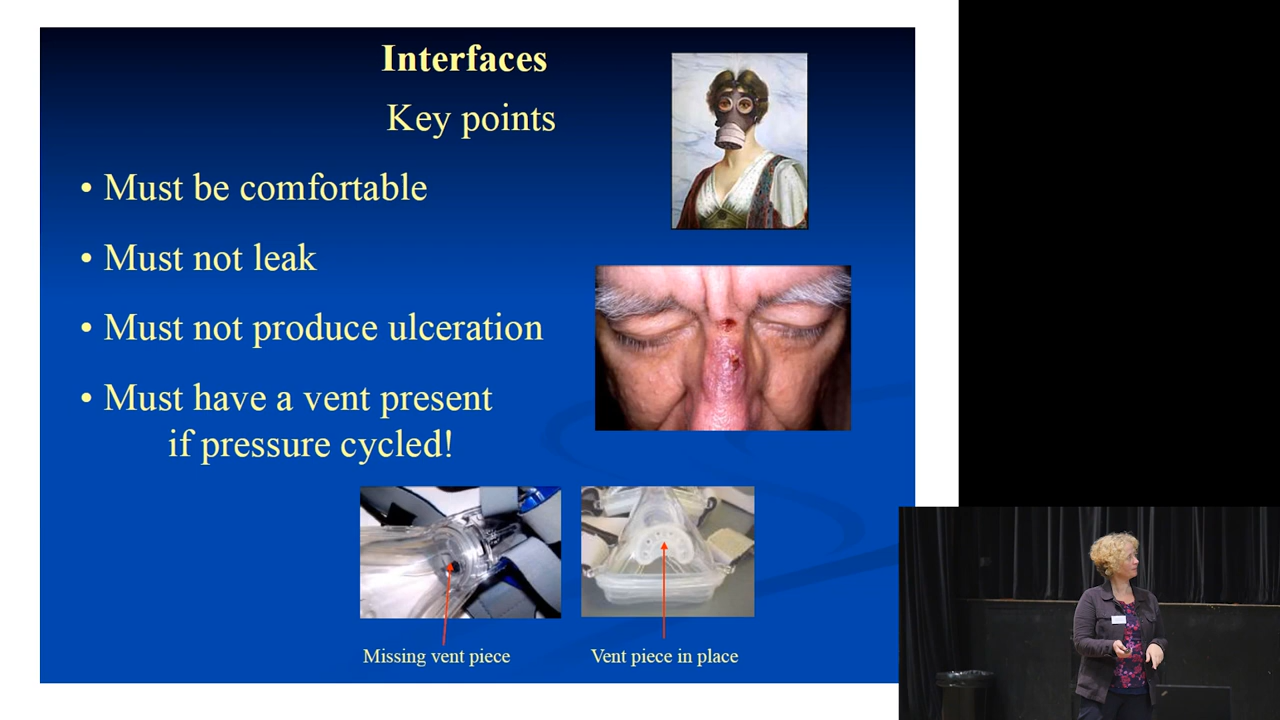 Interfaces
Key points
• Must be comfortable
• Must not leak
• Must not produce ulceration
• Must have a vent present
if pressure cycled!
Missing vent piece
Vent piece in place